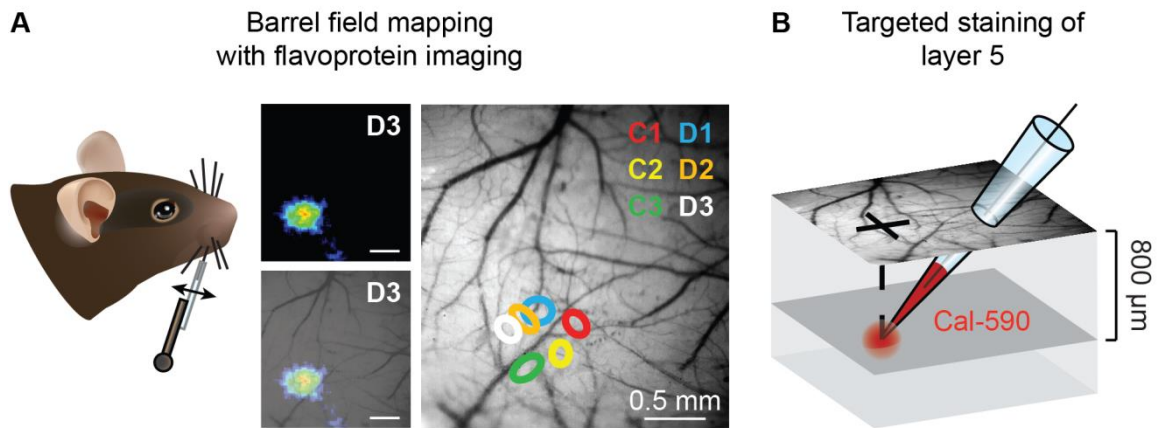 A
Barrel field mapping
with flavoprotein imaging
D3
D3
C1 D1
C2 D2
C3 D3
0.5 mm
B
Targeted staining of
layer 5
Cal-590
800 µm